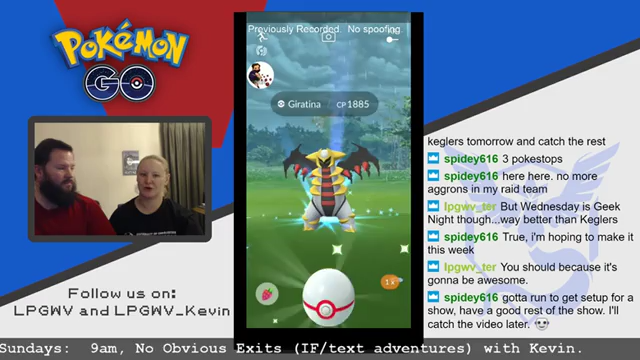 POKÉMON
GO
Previously Recorded. No spoofing
Giratina CP1885
1x
keglers tomorrow and catch the rest
spidey616 3 pokestops
spidey616 here here. no more
aggrons in my raid team
lpgwv_ter But Wednesday is Geek
Night though...way better than Keglers
spidey616 True, i'm hoping to make it
this week
lpgwv_ter You should because it's
gonna be awesome.
spidey616 gotta run to get setup for a
show, have a good rest of the show. I'll
catch the video later.
Follow us on:
LPGWV and LPGWV_Kevin
Sundays: 9am, No Obvious Exits (IF/text adventures) with Kevin.